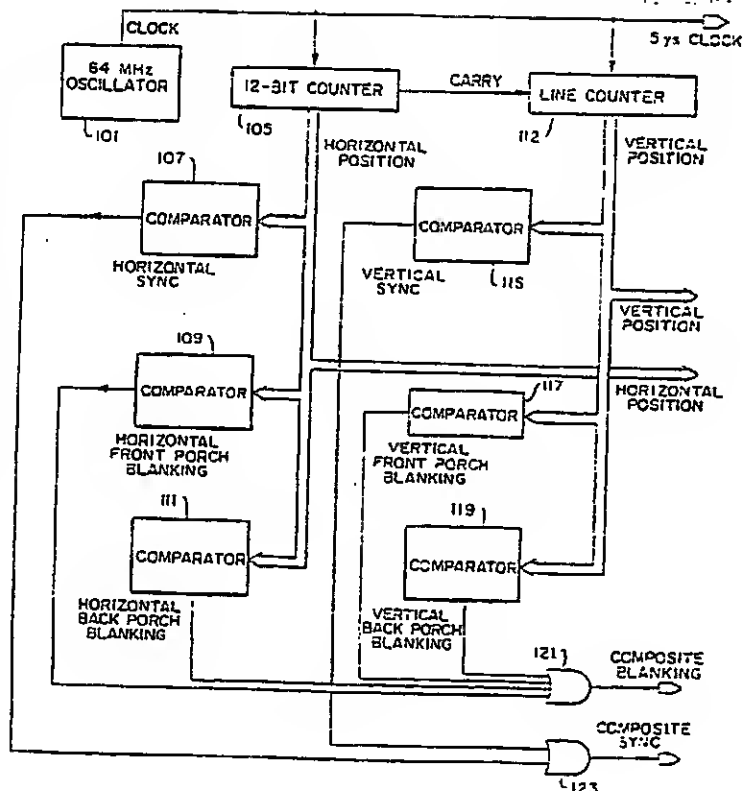 CLOCK
5ys CLOCK
64 MHz
OSCILLATOR
101
12-BIT COUNTER
105
CARRY
LINE COUNTER
112
HORIZONTAL
POSITION
VERTICAL
POSITION
107
COMPARATOR
HORIZONTAL
SYNC
COMPARATOR
VERTICAL
SYNC
115
VERTICAL
POSITION
109
COMPARATOR
HORIZONTAL
FRONT PORCH
BLANKING
HORIZONTAL
POSITION
117
COMPARATOR
VERTICAL
FRONT PORCH
BLANKING
111
COMPARATOR
HORIZONTAL
BACK PORCH
BLANKING
119
COMPARATOR
VERTICAL
BACK PORCH
BLANKING
121
COMPOSITE
BLANKING
COMPOSITE
SYNC
123